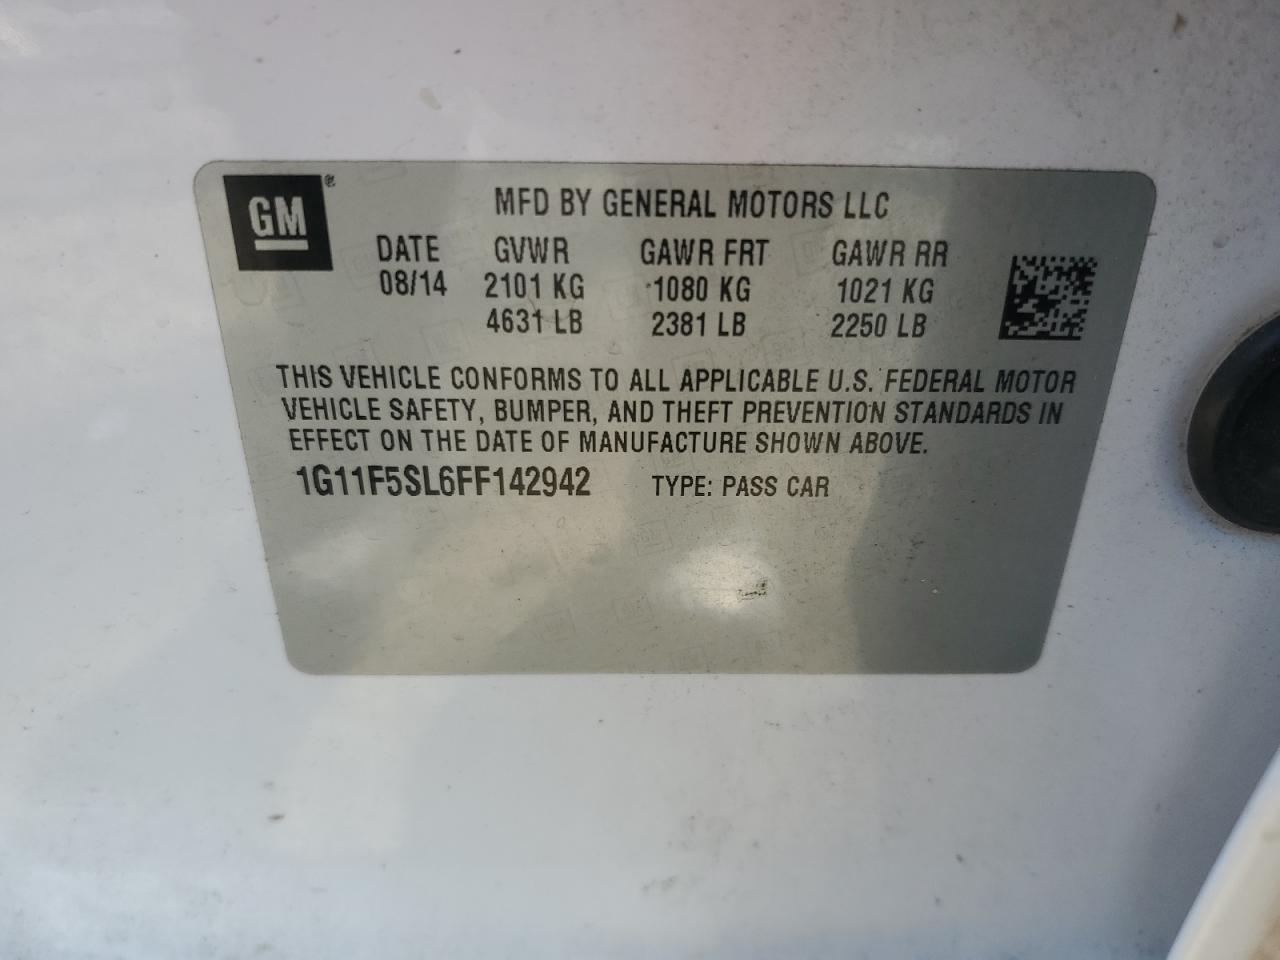 GM®
MFD BY GENERAL MOTORS LLC
DATE GVWR GAWR FRT GAWR RR
08/14 2101 KG 1080 KG 1021 KG
4631 LB 2381 LB 2250 LB
THIS VEHICLE CONFORMS TO ALL APPLICABLE U.S. FEDERAL MOTOR
VEHICLE SAFETY, BUMPER, AND THEFT PREVENTION STANDARDS IN
EFFECT ON THE DATE OF MANUFACTURE SHOWN ABOVE.
1G11F5SL6FF142942 TYPE: PASS CAR